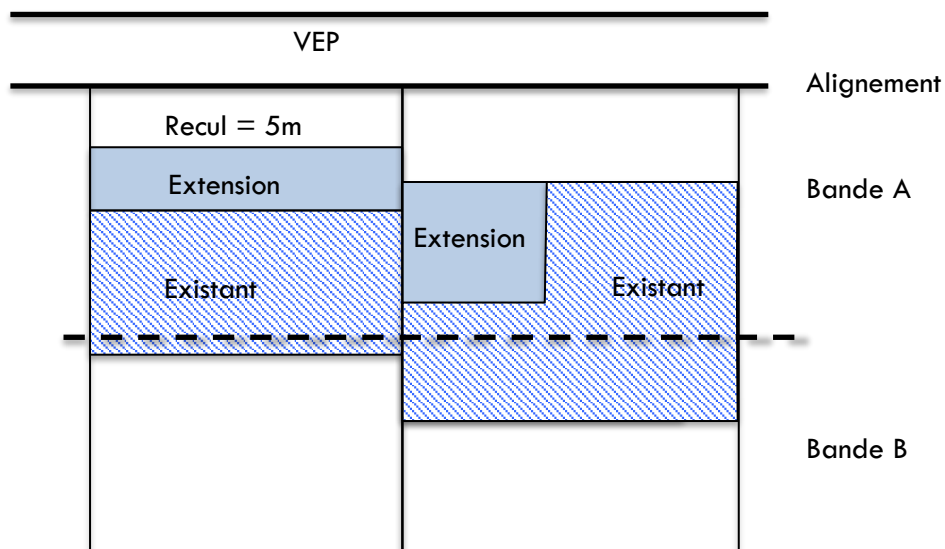 VEP
Alignement
Recul = 5m
Extension
Bande A
Extension
Existant
Existant
Bande B